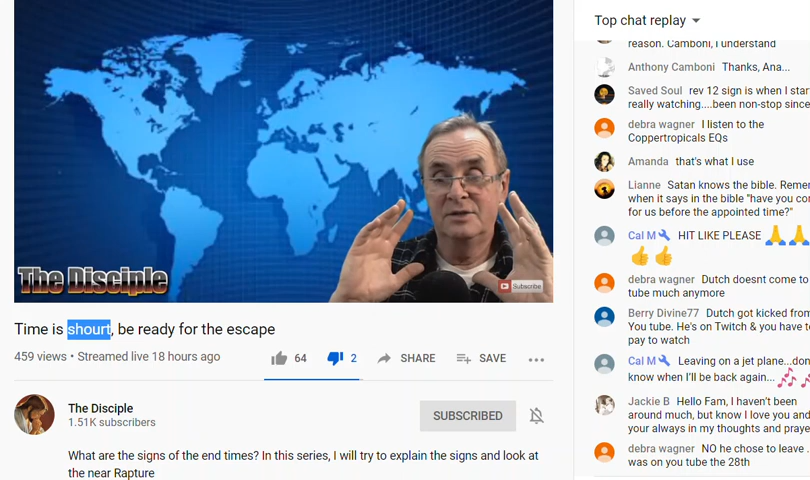 The Disciple
Subscribe
Time is shourt, be ready for the escape
459 views • Streamed live 18 hours ago
64
2
SHARE
SAVE
The Disciple
1.51K subscribers
SUBSCRIBED
What are the signs of the end times? In this series, I will try to explain the signs and look at
the near Rapture
Top chat replay
reason. Camboni, I understand
Anthony Camboni Thanks, Ana...
Saved Soul rev 12 sign is when I start
really watching....been non-stop since
debra wagner I listen to the
Coppertropicals EQs
Amanda that's what I use
Lianne Satan knows the bible. Reme
when it says in the bible "have you co
for us before the appointed time?"
Cal M HIT LIKE PLEASE 🙏🙏
👍👍
debra wagner Dutch doesnt come to
tube much anymore
Berry Divine77 Dutch got kicked from
You tube. He's on Twitch & you have t
pay to watch
Cal M Leaving on a jet plane...don
know when I'll be back again... 🎶🎶
Jackie B Hello Fam, I haven't been
around much, but know I love you and
your always in my thoughts and praye
debra wagner NO he chose to leave ..
was on you tube the 28th